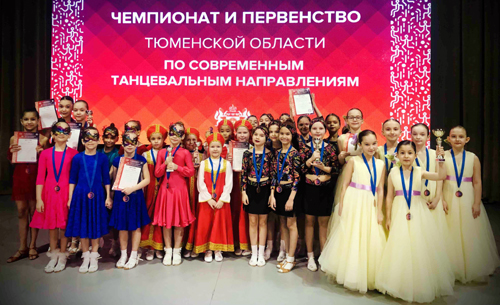 ЧЕМПИОНАТ И ПЕРВЕНСТВО
ТЮМЕНСКОЙ ОБЛАСТИ
ПО СОВРЕМЕННЫМ
ТАНЦЕВАЛЬНЫМ НАПРАВЛЕНИЯМ